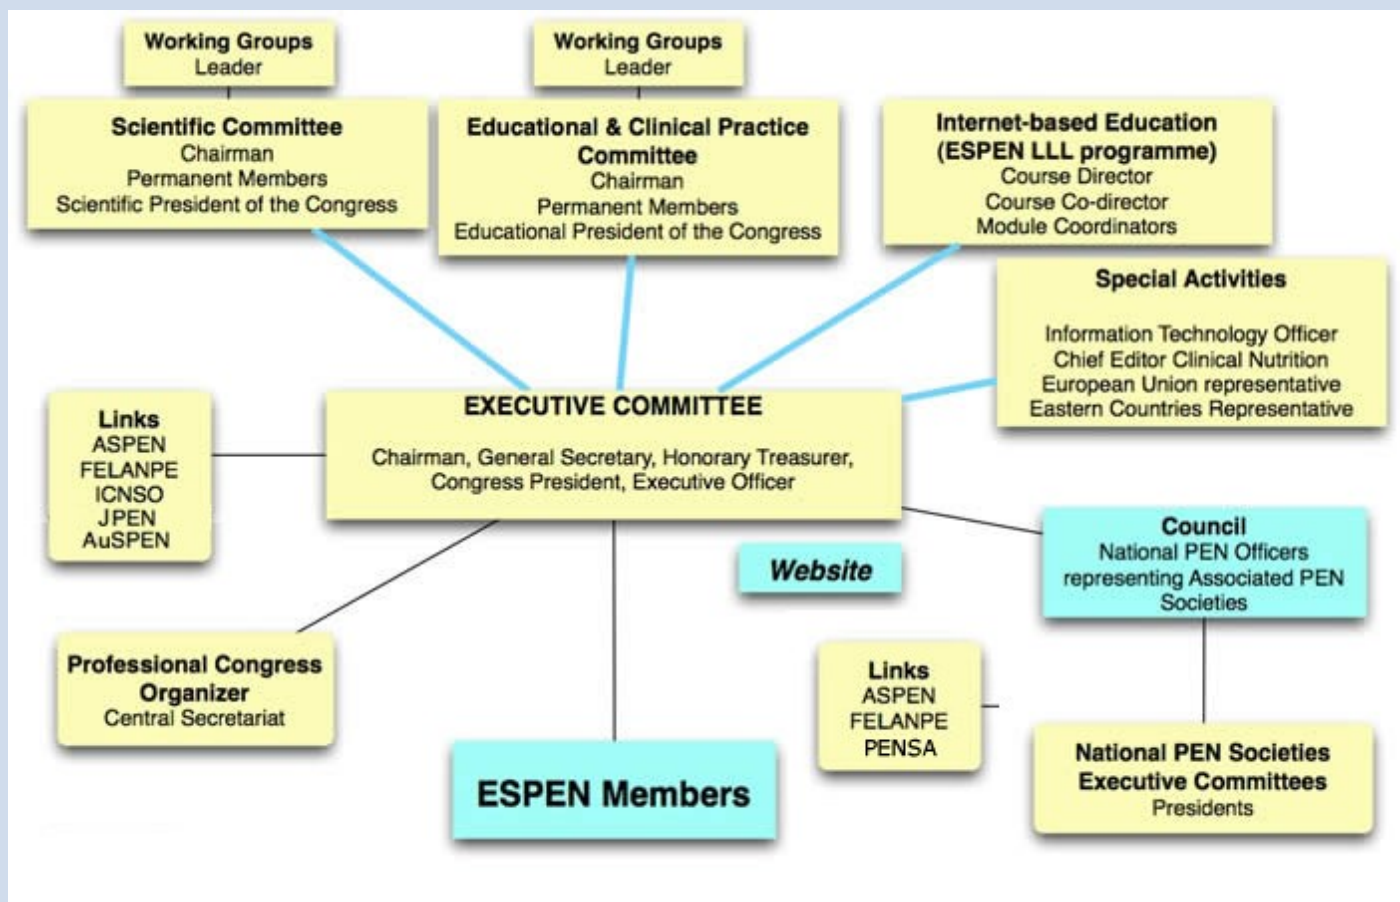 Working Groups
Leader
Working Groups
Leader
Scientific Committee
Chairman
Permanent Members
Scientific President of the Congress
Educational & Clinical Practice
Committee
Chairman
Permanent Members
Educational President of the Congress
Internet-based Education
(ESPEN LLL programme)
Course Director
Course Co-director
Module Coordinators
Special Activities
Information Technology Officer
Chief Editor Clinical Nutrition
European Union representative
Eastern Countries Representative
Links
ASPEN
FELANPE
ICNSO
JPEN
AuSPEN
EXECUTIVE COMMITTEE
Chairman, General Secretary, Honorary Treasurer,
Congress President, Executive Officer
Council
National PEN Officers
representing Associated PEN
Societies
Website
Professional Congress
Organizer
Central Secretariat
Links
ASPEN
FELANPE
PENSA
ESPEN Members
National PEN Societies
Executive Committees
Presidents